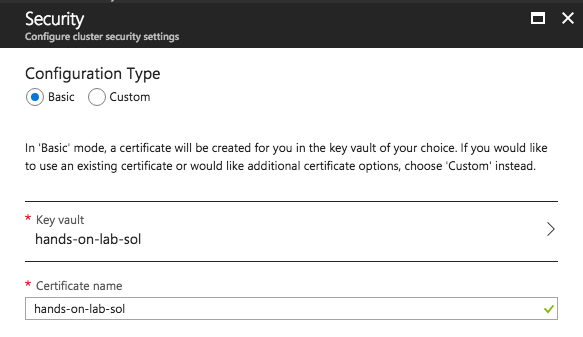 Security
Configure cluster security settings
Configuration Type
Basic Custom
In 'Basic' mode, a certificate will be created for you in the key vault of your choice. If you would like
to use an existing certificate or would like additional certificate options, choose 'Custom' instead.
* Key vault
hands-on-lab-sol
* Certificate name
hands-on-lab-sol